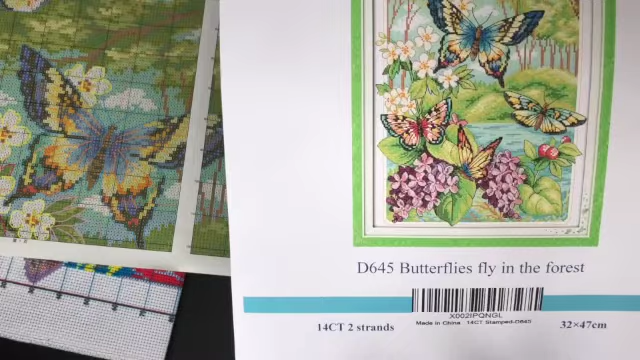 D645 Butterflies fly in the forest
X002IPQNGL
Made in China 14CT Stamped-D645
14CT 2 strands
32×47cm